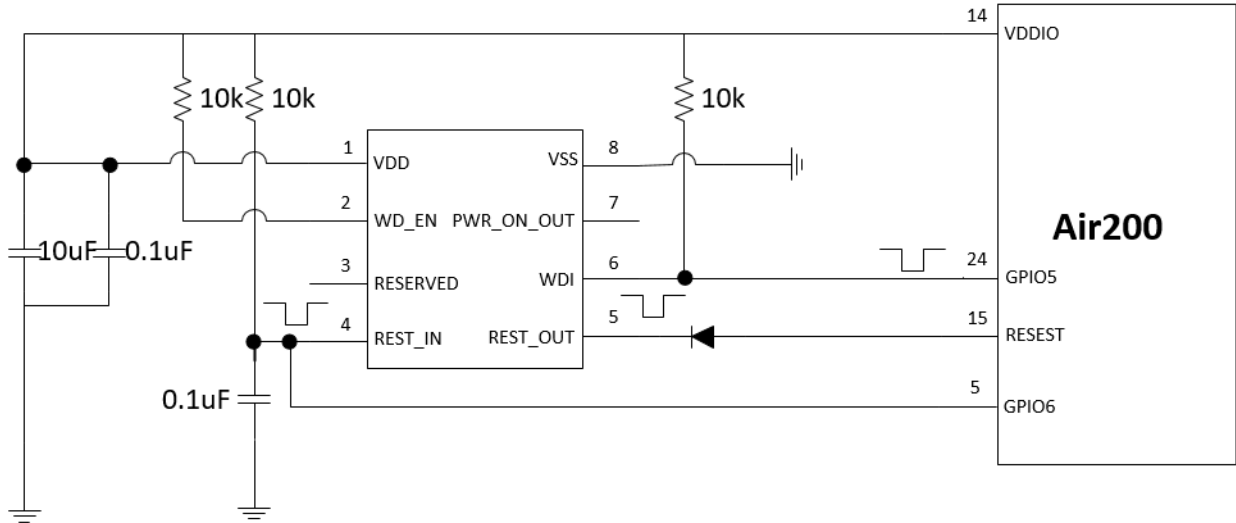 14
VDDIO
10k
10k
10k
1
VDD
VSS
8
2
WD_EN
PWR_ON_OUT
7
Air200
10uF
0.1uF
3
RESERVED
WDI
6
24
GPIO5
4
REST_IN
REST_OUT
5
15
RESEST
0.1uF
5
GPIO6